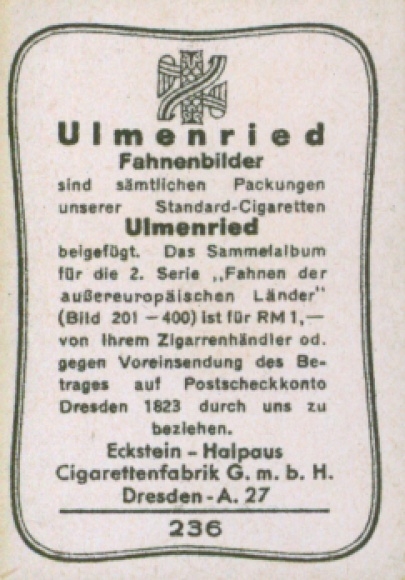 Ulmenried
Fahnenbilder
sind sämtlichen Packungen
unserer Standard-Cigaretten
Ulmenried
beigefügt. Das Sammelalbum
für die 2. Serie „Fahnen der
außereuropäischen Länder"
(Bild 201 – 400) ist für RM 1,—
von Ihrem Zigarrenhändler od.
gegen Voreinsendung des Be-
trages auf Postscheckkonto
Dresden 1823 durch uns zu
beziehen.
Eckstein – Halpaus
Cigarettenfabrik G. m. b. H.
Dresden - A. 27
236